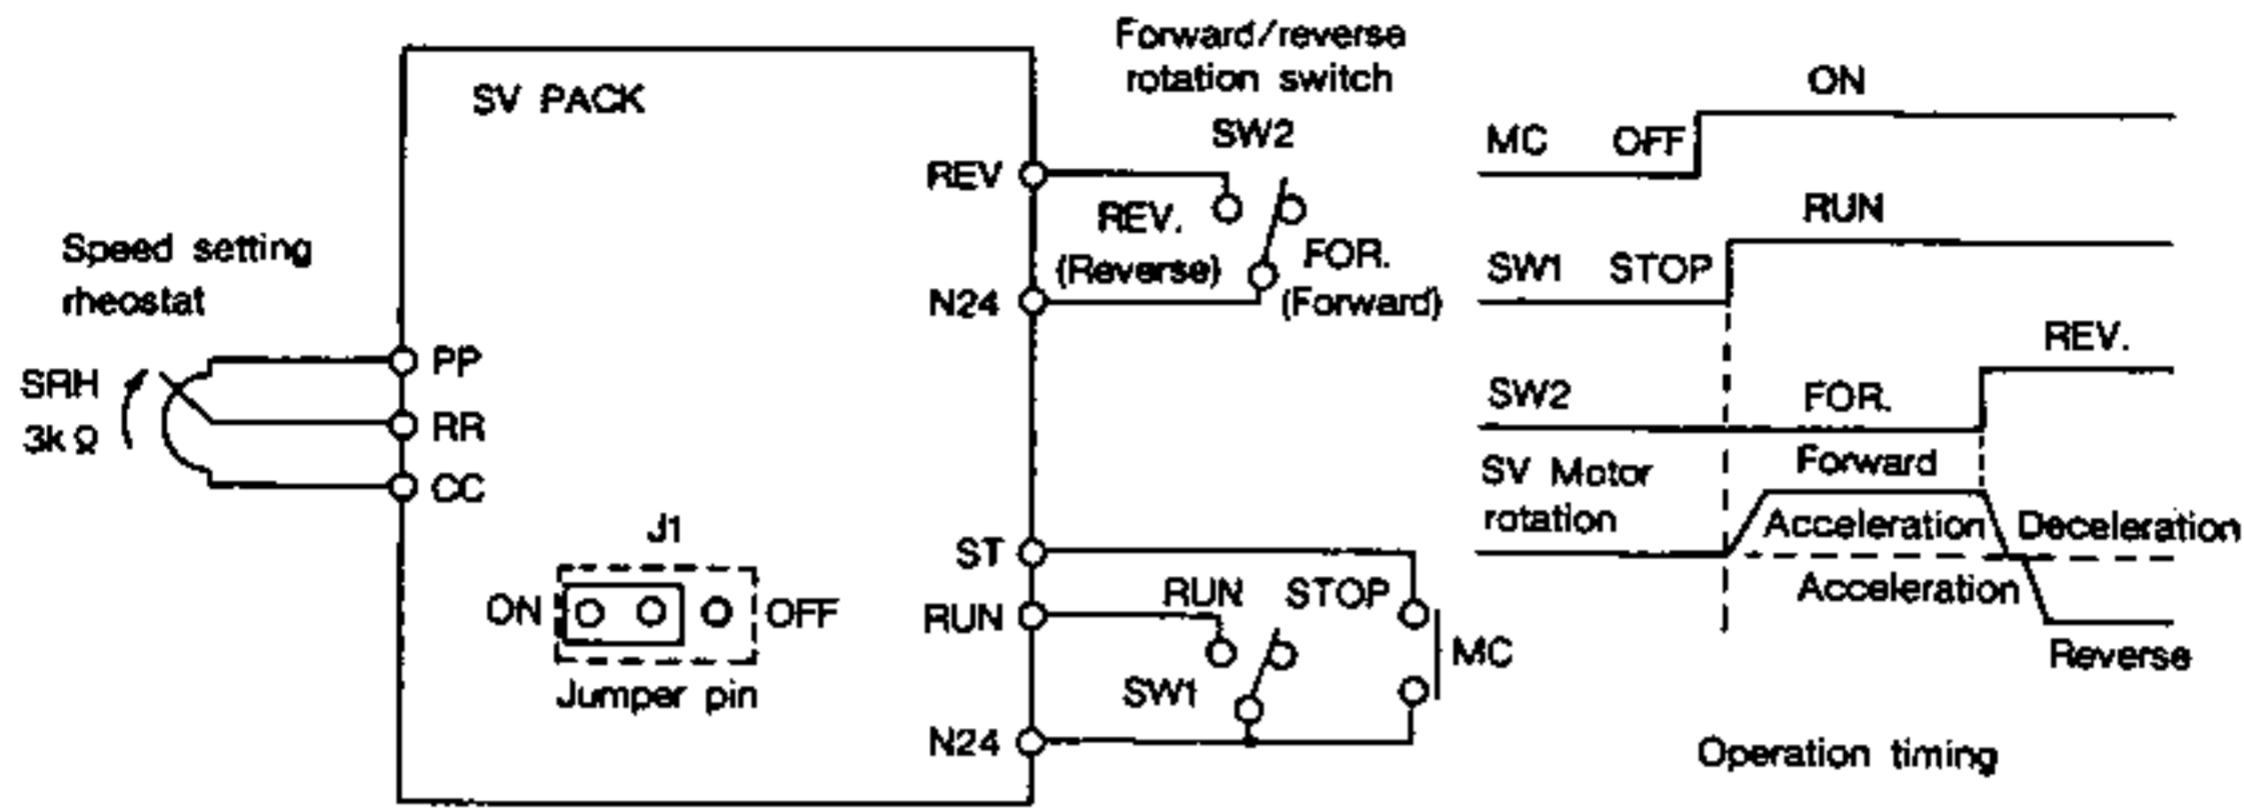 Forward/reverse
rotation switch
SV PACK
SW2
REV
REV.
(Reverse)
FOR.
(Forward)
N24
Speed setting
rheostat
SRH
3kΩ
PP
RR
CC
J1
ON
OFF
Jumper pin
ST
RUN
RUN
STOP
SW1
MC
N24
ON
MC OFF
RUN
SW1 STOP
REV.
SW2 FOR.
SV Motor
rotation
Forward
Acceleration
Deceleration
Acceleration
Reverse
Operation timing